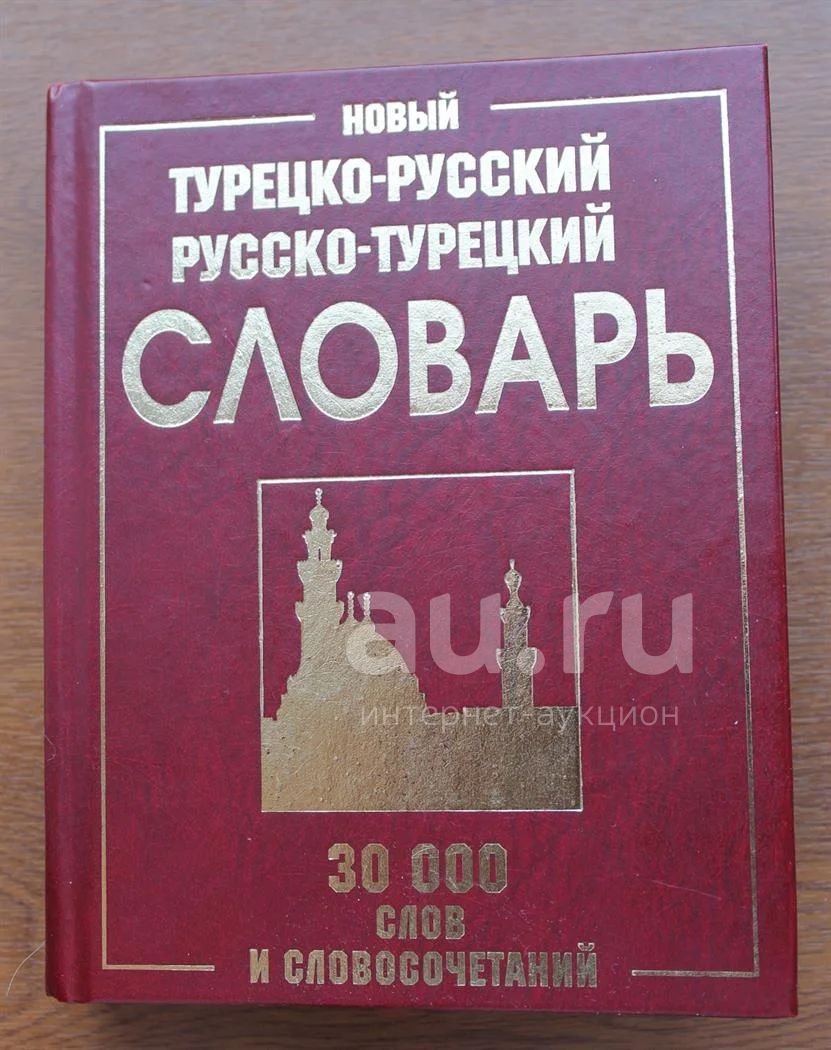 НОВЫЙ
ТУРЕЦКО-РУССКИЙ
РУССКО-ТУРЕЦКИЙ
СЛОВАРЬ
au.ru
интернет-аукцион
30 000
СЛОВ
И СЛОВОСОЧЕТАНИЙ